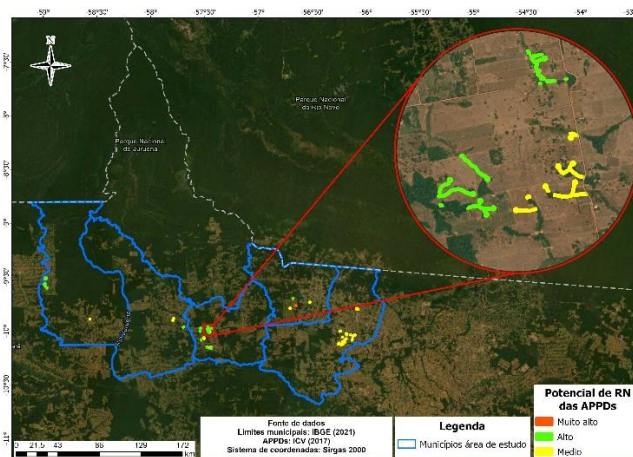 -59° -58°30' -58° -57°30' -57° -56°30' -56° -55°30' -55° -54°30' -54° -53
N
-7°30'
-8°
-8°30'
-9°
-9°30'
-10°
-10°30'
-11°
Parque Nacional
do Rio Novo
Parque Nacional
do Juruena
Fonte de dados
Limites municipais: IBGE (2021)
APPDs: ICV (2017)
Sistema de coordenadas: Sirgas 2000
Legenda
Municípios área de estudo
Potencial de RN
das APPDs
Muito alto
Alto
Medio
0 21.5 43 86 129 172
km